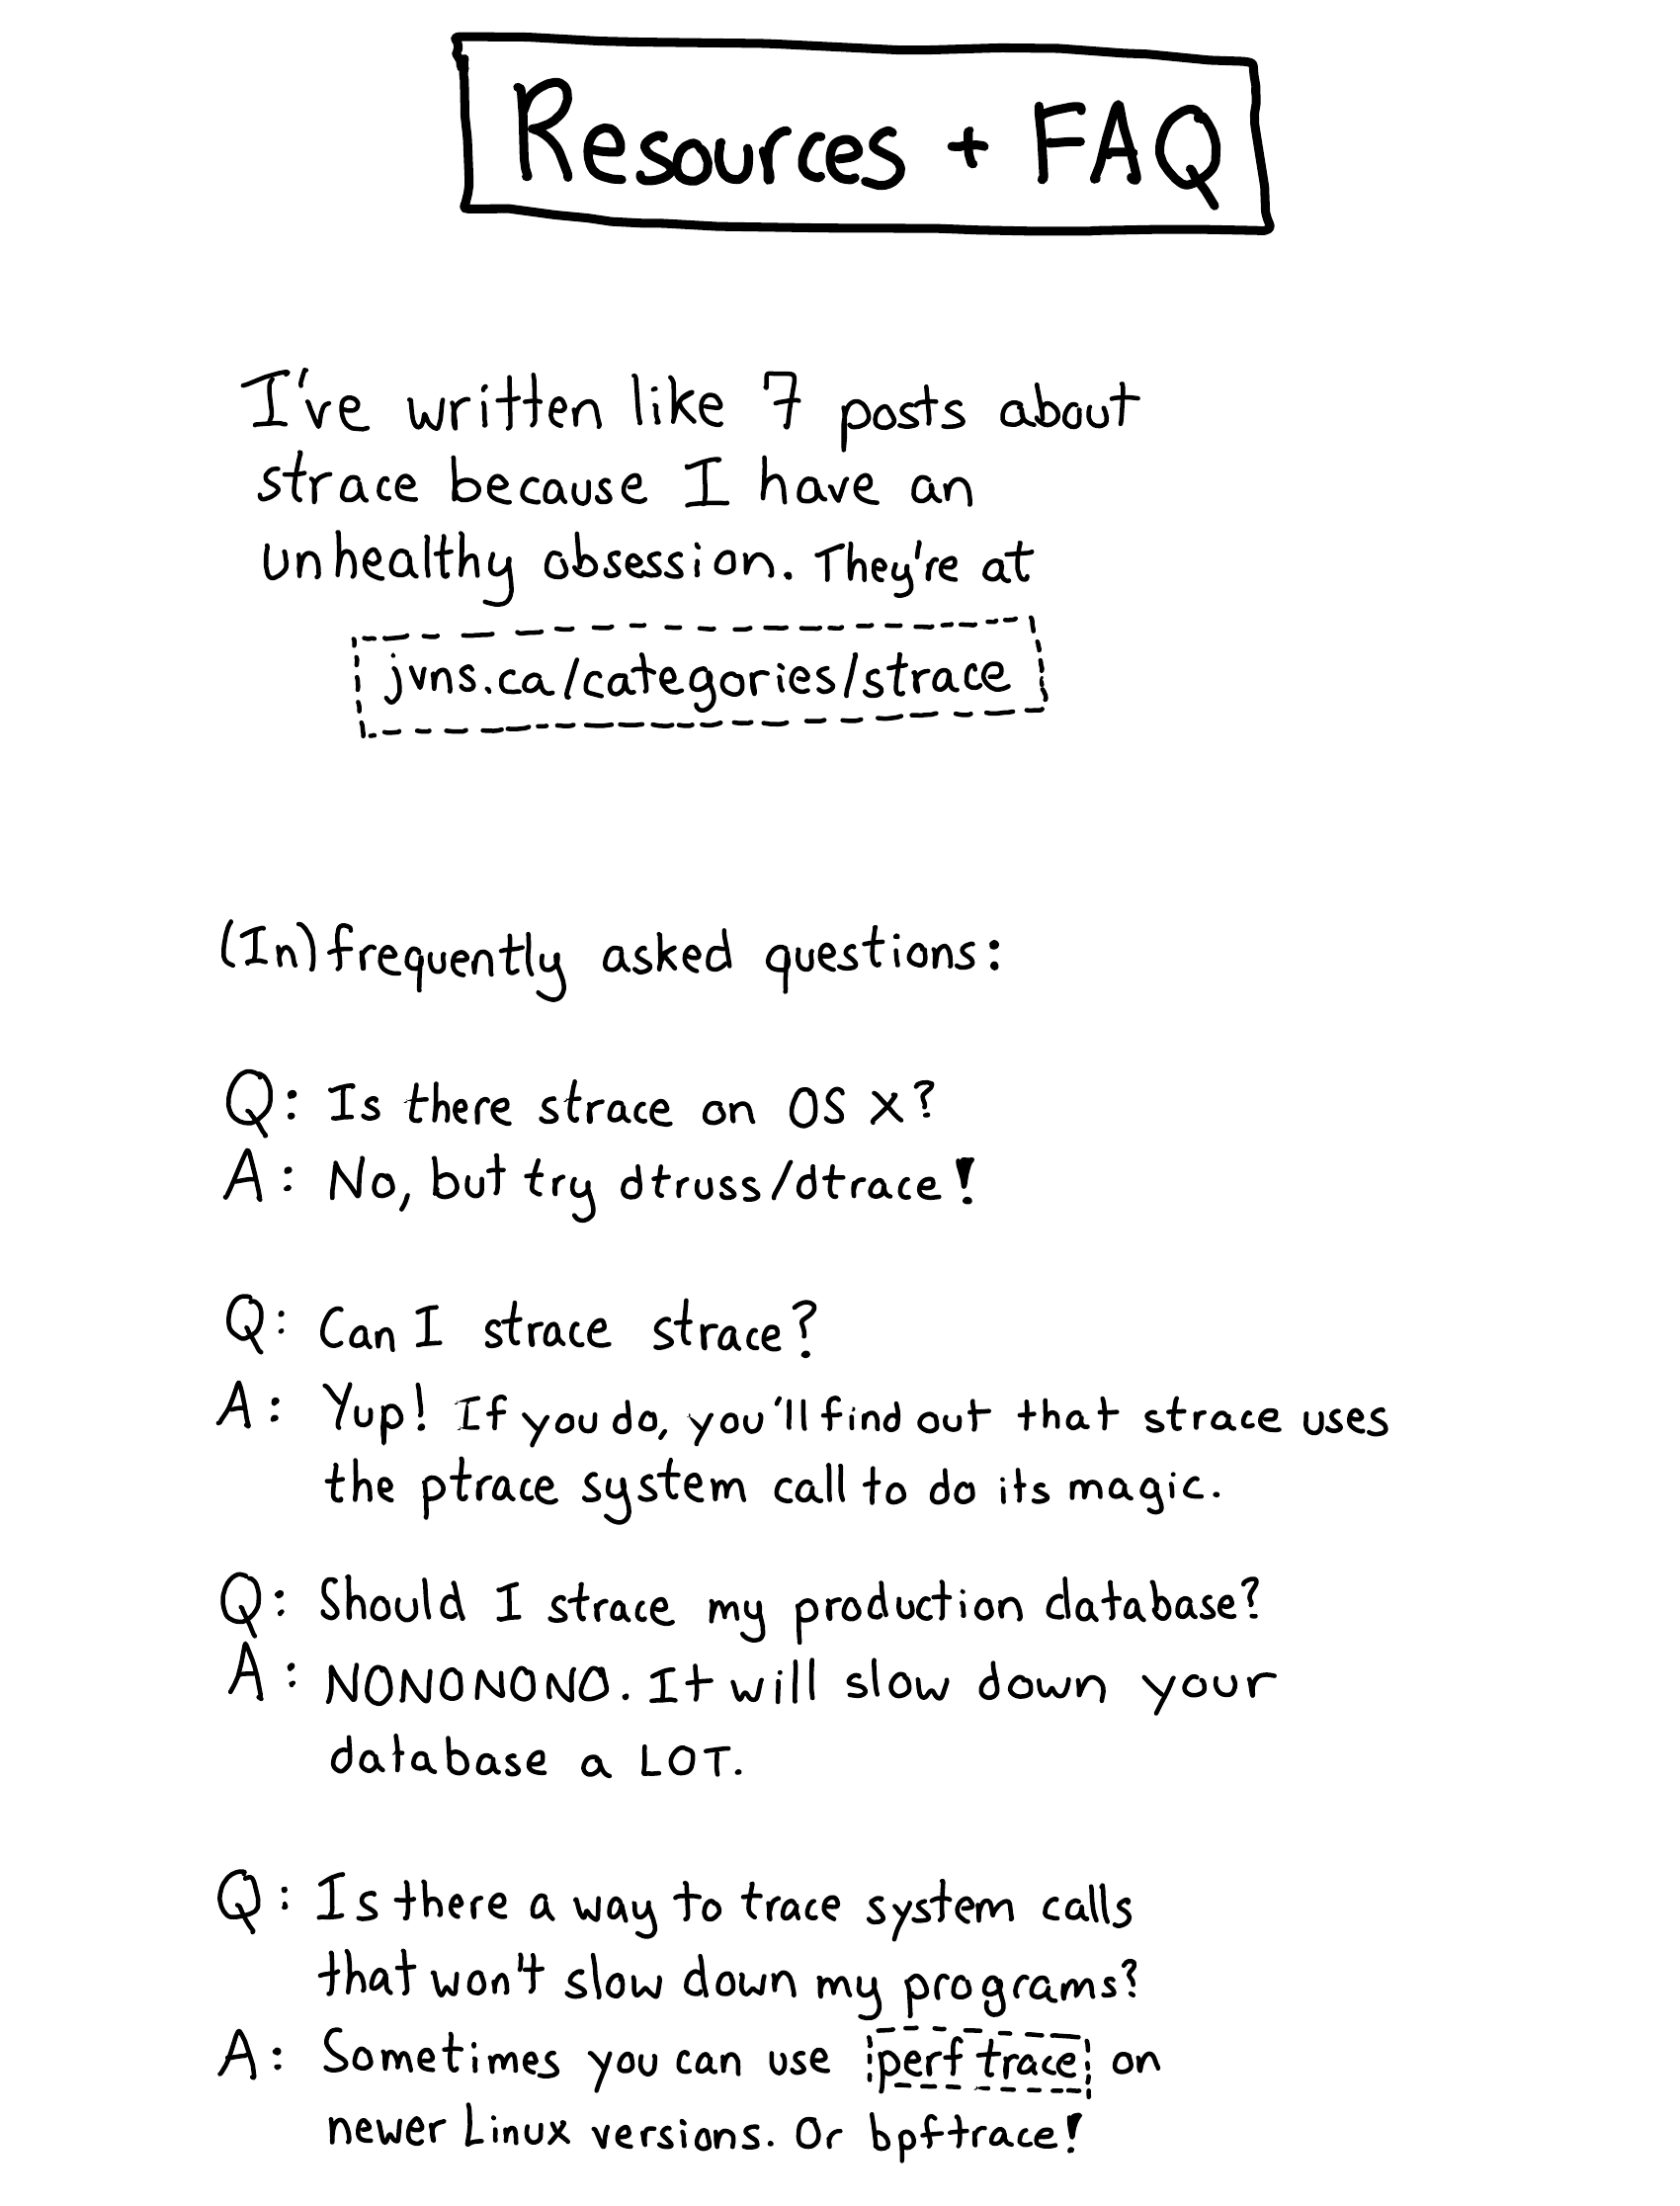 Resources + FAQ
I've written like 7 posts about
strace because I have an
unhealthy obsession. They're at
jvns.ca/categories/strace
(In)frequently asked questions:
Q: Is there strace on OS X?
A: No, but try dtruss/dtrace!
Q: Can I strace strace?
A: Yup! If you do, you'll find out that strace uses
the ptrace system call to do its magic.
Q: Should I strace my production database?
A: NONONONO. It will slow down your
database a LOT.
Q: Is there a way to trace system calls
that won't slow down my programs?
A: Sometimes you can use perf trace on
newer Linux versions. Or bpftrace!